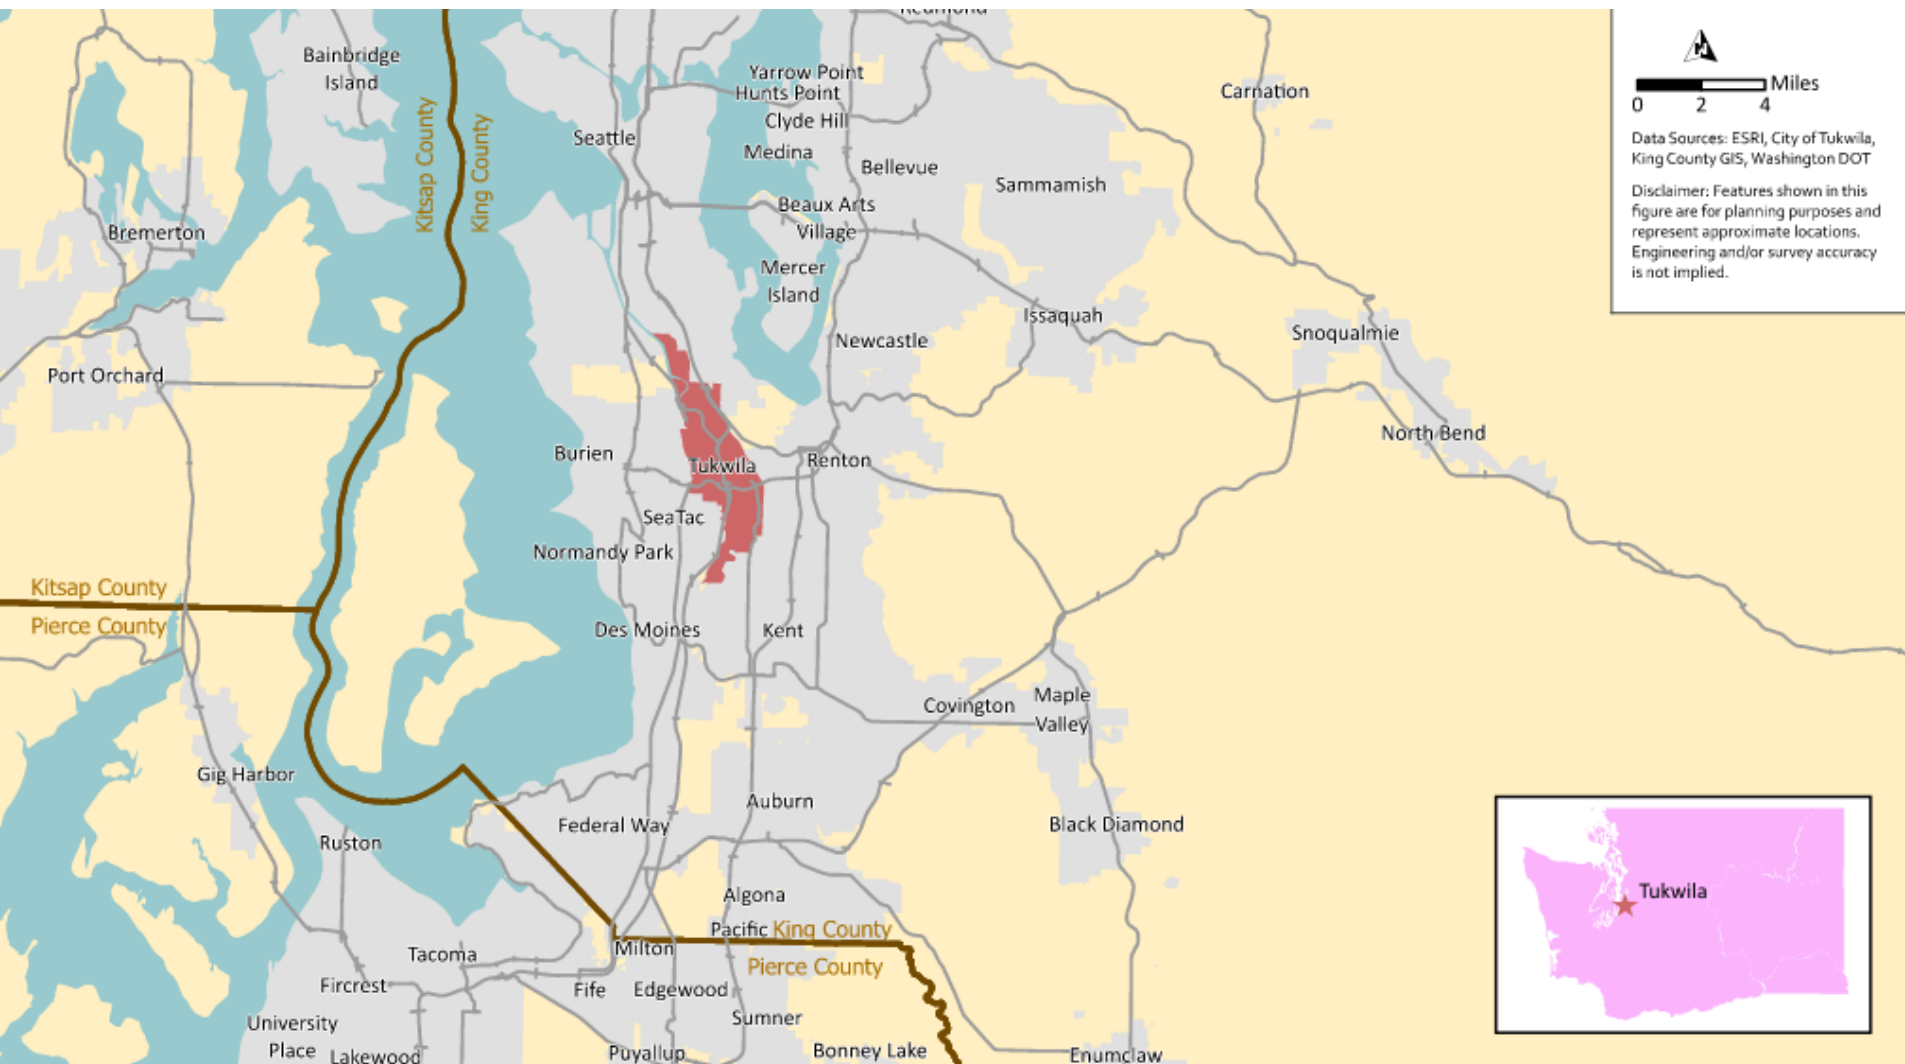 Redmond
Bainbridge
Island
Yarrow Point
Hunts Point
Clyde Hill
Carnation
Miles
0 2 4
Data Sources: ESRI, City of Tukwila,
King County GIS, Washington DOT
Disclaimer: Features shown in this
figure are for planning purposes and
represent approximate locations.
Engineering and/or survey accuracy
is not implied.
Kitsap County
King County
Seattle
Medina
Bellevue
Sammamish
Beaux Arts
Village
Bremerton
Mercer
Island
Issaquah
Snoqualmie
Newcastle
Port Orchard
North Bend
Burien
Tukwila
Renton
SeaTac
Normandy Park
Kitsap County
Pierce County
Des Moines
Kent
Covington
Maple
Valley
Gig Harbor
Auburn
Federal Way
Black Diamond
Ruston
Algona
Pacific
King County
Pierce County
Milton
Tacoma
Fircrest
Fife
Edgewood
Sumner
University
Place
Lakewood
Puyallup
Bonney Lake
Enumclaw
Tukwila